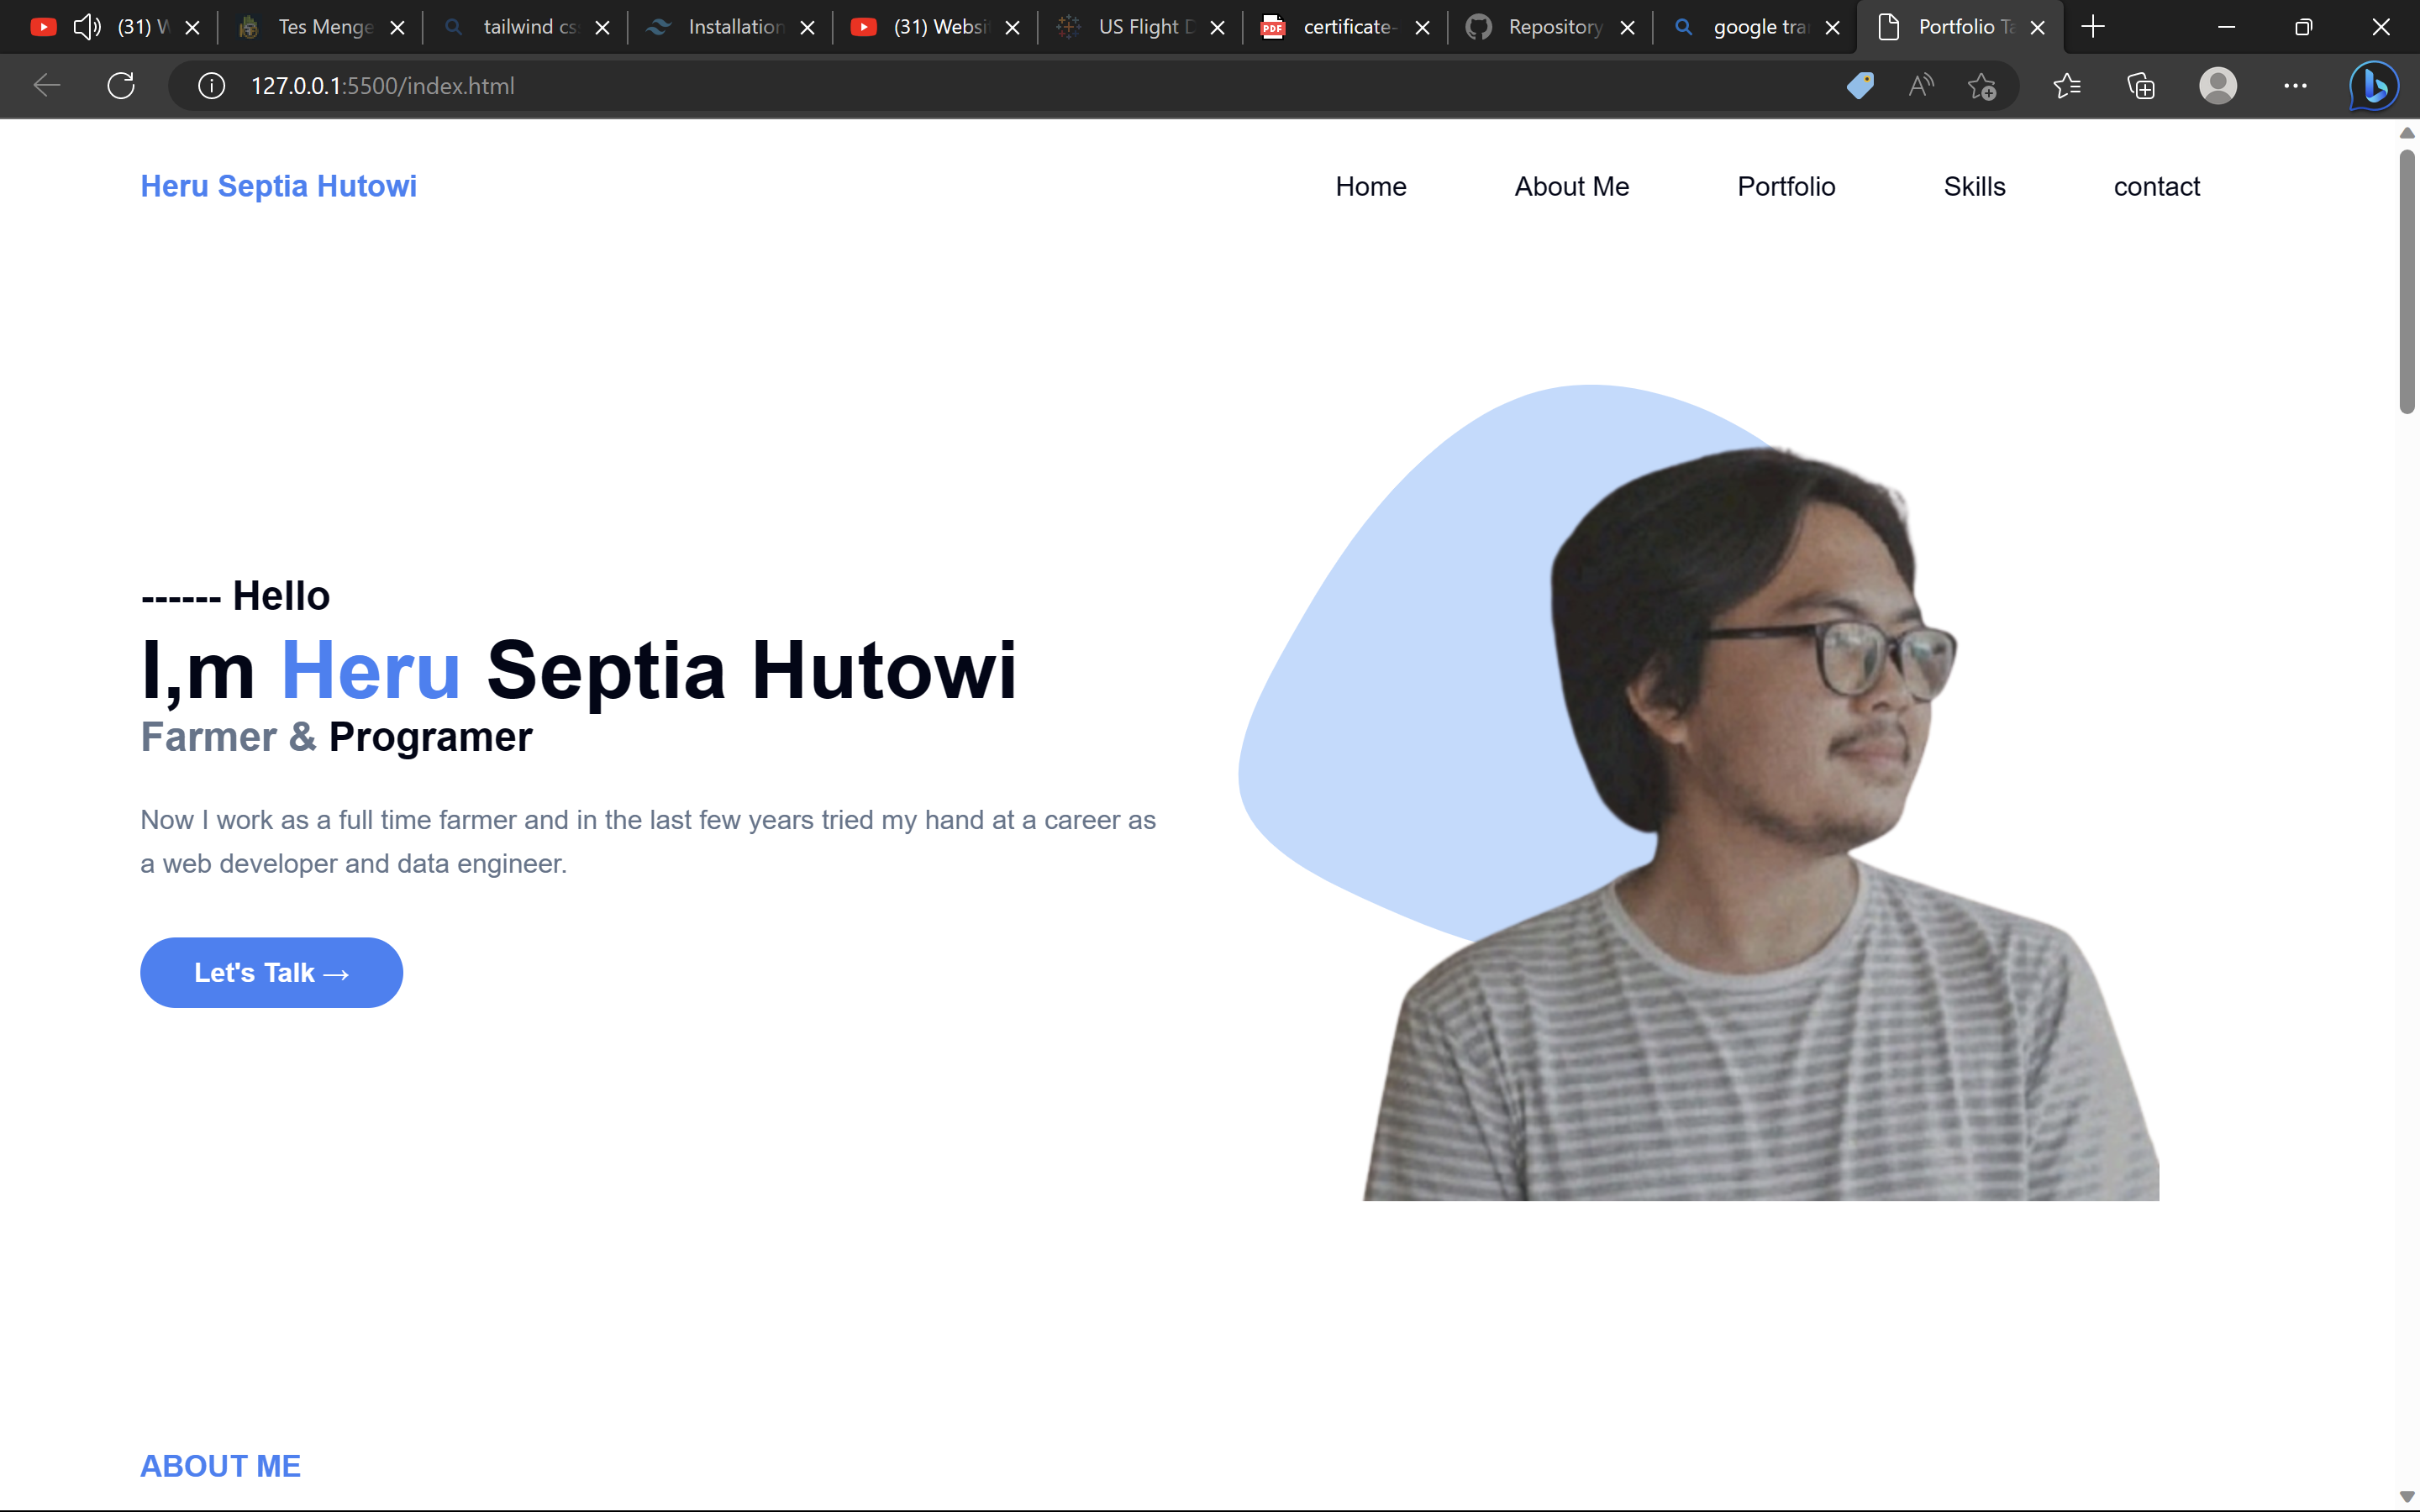 (31) W
Tes Menge
tailwind cs
Installation
(31) Websi
US Flight D
certificate-
Repository
google tra
Portfolio Ta
127.0.0.1:5500/index.html
Heru Septia Hutowi
Home
About Me
Portfolio
Skills
contact
------ Hello
I,m Heru Septia Hutowi
Farmer & Programer
Now I work as a full time farmer and in the last few years tried my hand at a career as
a web developer and data engineer.
Let's Talk →
ABOUT ME